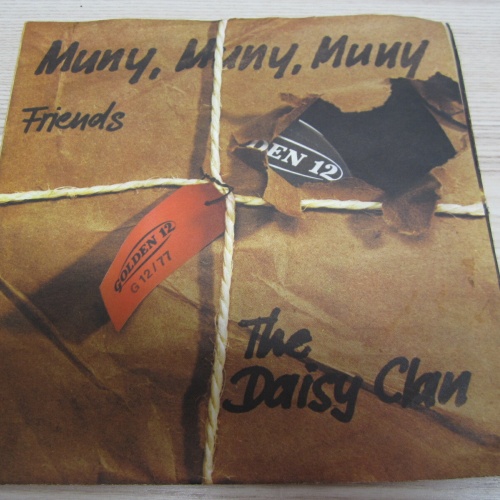 Muny, Muny, Muny
Friends
DEN 12
GOLDEN 12
G 12/77
The
Daisy Clan